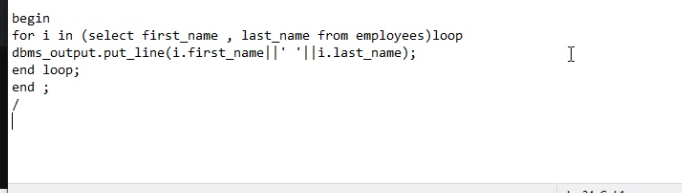 begin
for i in (select first_name , last_name from employees)loop
dbms_output.put_line(i.first_name||' '||i.last_name);
end loop;
end ;
/